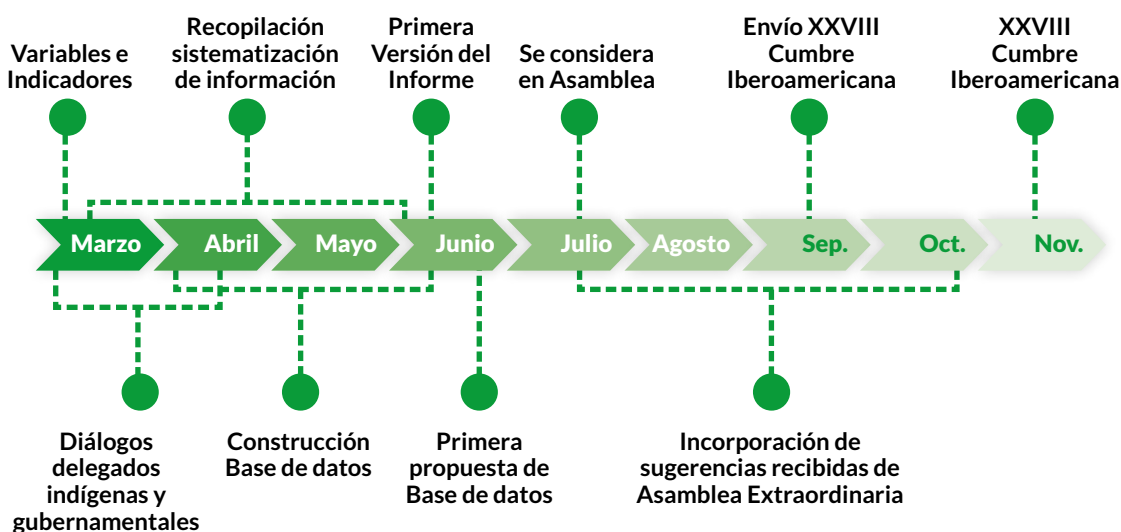 Variables e
Indicadores
Recopilación
sistematización
de información
Primera
Versión del
Informe
Se considera
en Asamblea
Envío XXVIII
Cumbre
Iberoamericana
XXVIII
Cumbre
Iberoamericana
Marzo
Abril
Mayo
Junio
Julio
Agosto
Sep.
Oct.
Nov.
Diálogos
delegados
indígenas y
gubernamentales
Construcción
Base de datos
Primera
propuesta de
Base de datos
Incorporación de
sugerencias recibidas de
Asamblea Extraordinaria